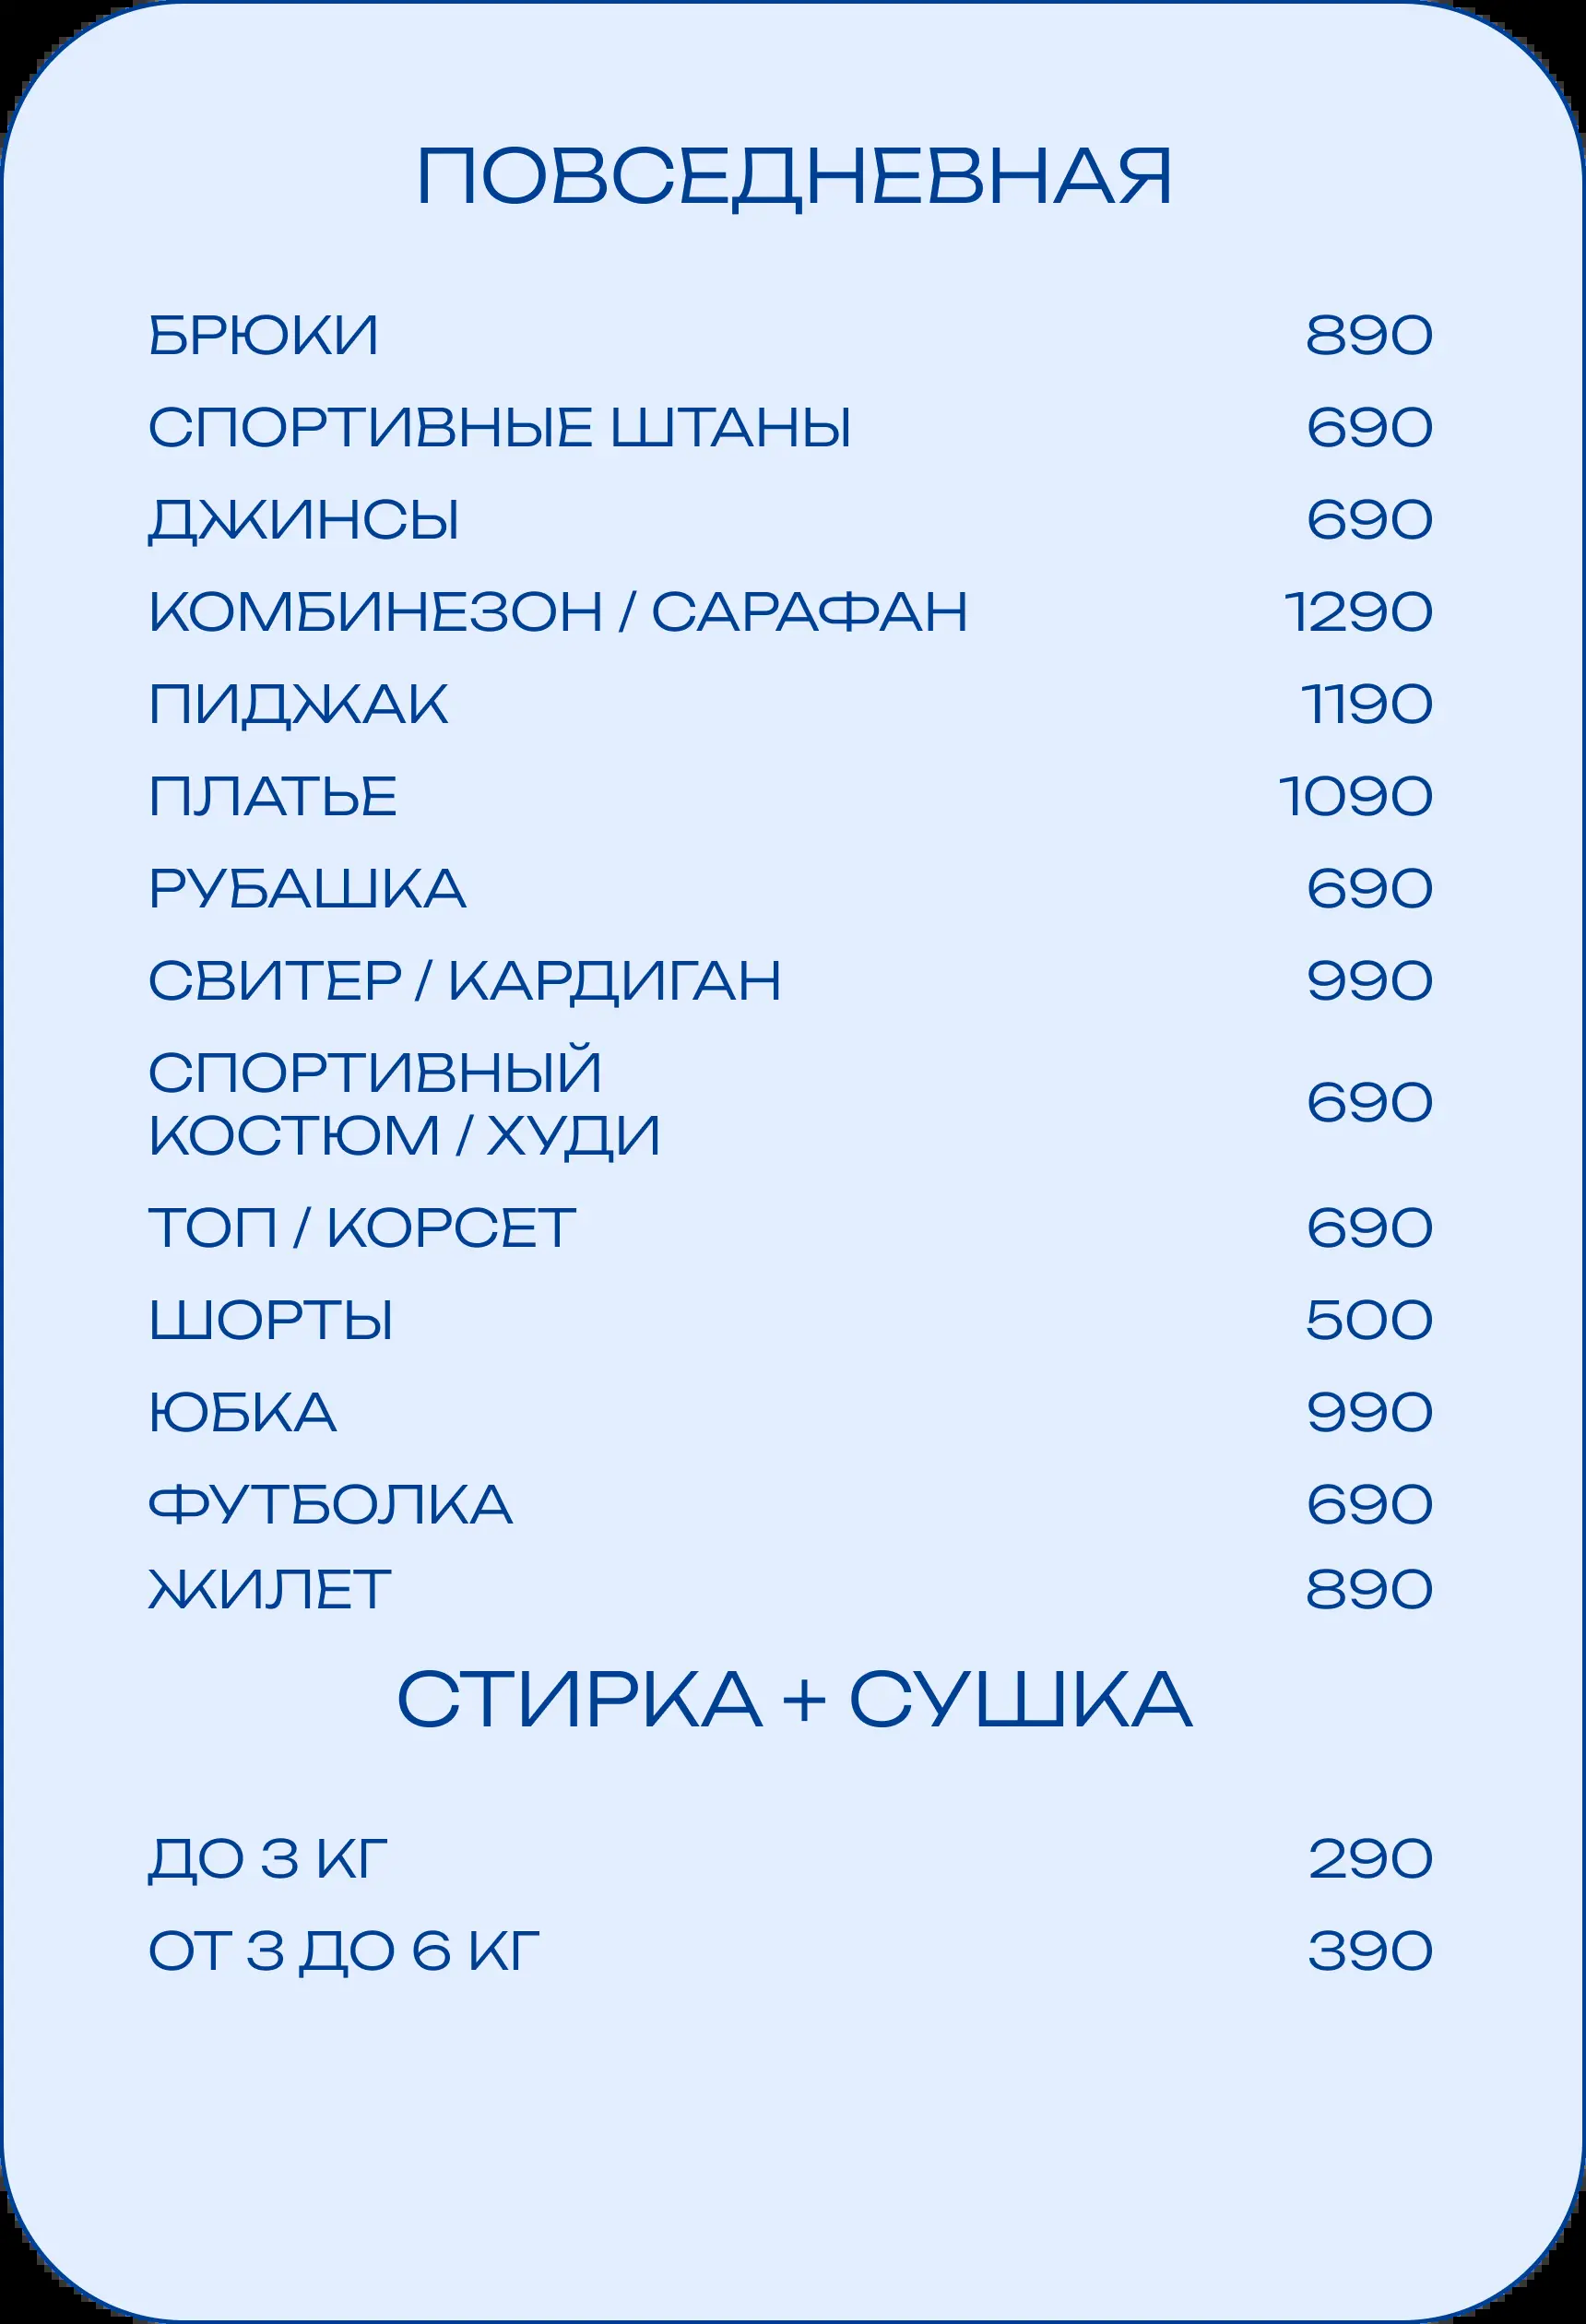 ПОВСЕДНЕВНАЯ
БРЮКИ 890
СПОРТИВНЫЕ ШТАНЫ 690
ДЖИНСЫ 690
КОМБИНЕЗОН / САРАФАН 1290
ПИДЖАК 1190
ПЛАТЬЕ 1090
РУБАШКА 690
СВИТЕР / КАРДИГАН 990
СПОРТИВНЫЙ
КОСТЮМ / ХУДИ 690
ТОП / КОРСЕТ 690
ШОРТЫ 500
ЮБКА 990
ФУТБОЛКА 690
ЖИЛЕТ 890
СТИРКА + СУШКА
ДО 3 КГ 290
ОТ 3 ДО 6 КГ 390